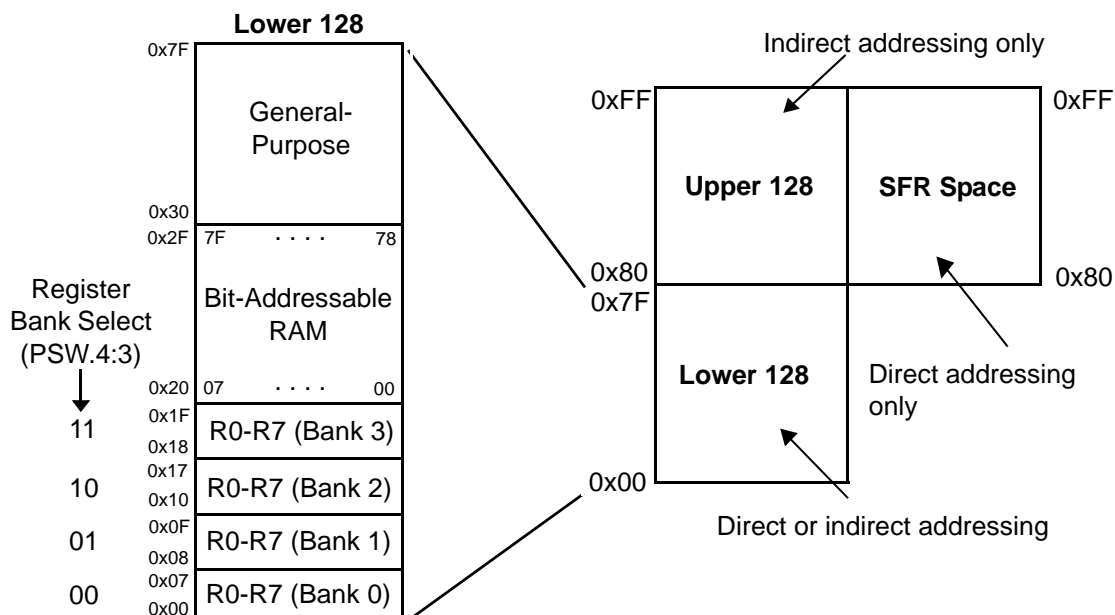 Lower 128
0x7F
General-
Purpose
0x30
0x2F 7F . . . . 78
Bit-Addressable
RAM
0x20 07 . . . . 00
Register
Bank Select
(PSW.4:3)
0x1F
11 R0-R7 (Bank 3)
0x18
0x17
10 R0-R7 (Bank 2)
0x10
0x0F
01 R0-R7 (Bank 1)
0x08
0x07
00 R0-R7 (Bank 0)
0x00
Indirect addressing only
0xFF 0xFF
Upper 128 SFR Space
0x80 0x80
0x7F
Lower 128
Direct addressing
only
0x00
Direct or indirect addressing